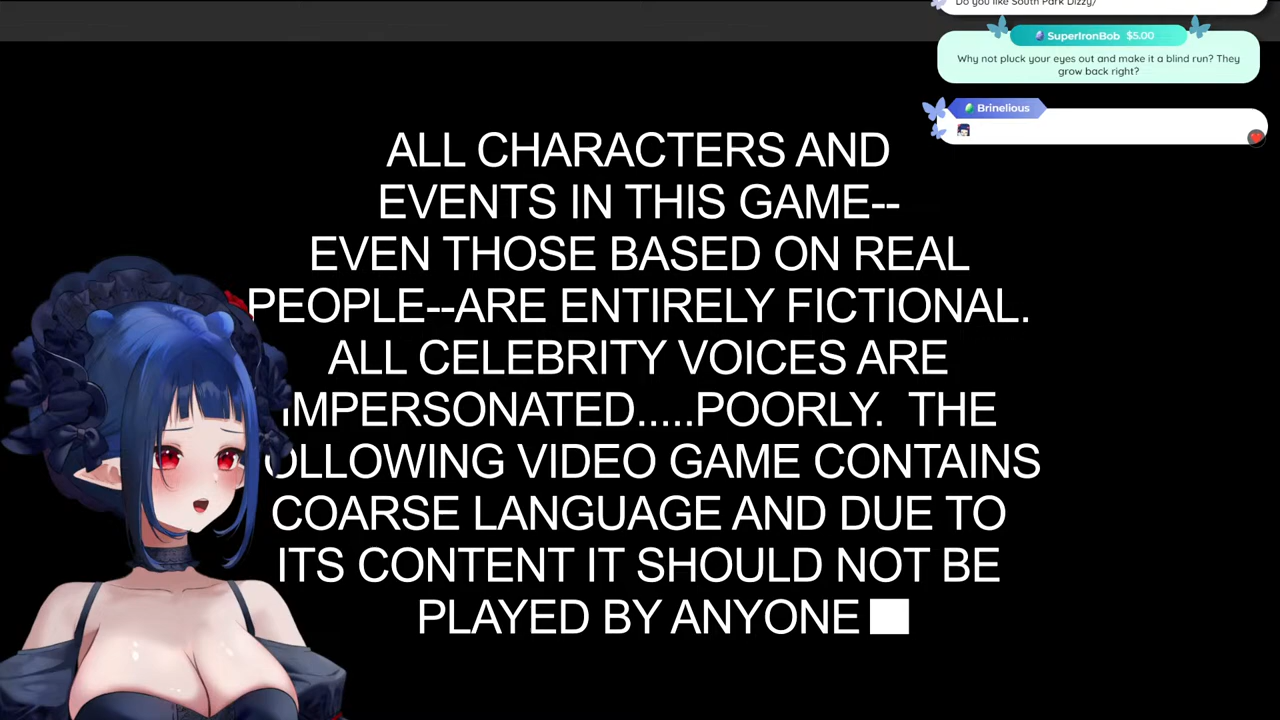 Do you like South Park Dizzy/
SuperIronBob $5.00
Why not pluck your eyes out and make it a blind run? They
grow back right?
Brinelious
ALL CHARACTERS AND
EVENTS IN THIS GAME--
EVEN THOSE BASED ON REAL
PEOPLE--ARE ENTIRELY FICTIONAL.
ALL CELEBRITY VOICES ARE
IMPERSONATED.....POORLY. THE
OLLOWING VIDEO GAME CONTAINS
COARSE LANGUAGE AND DUE TO
ITS CONTENT IT SHOULD NOT BE
PLAYED BY ANYONE